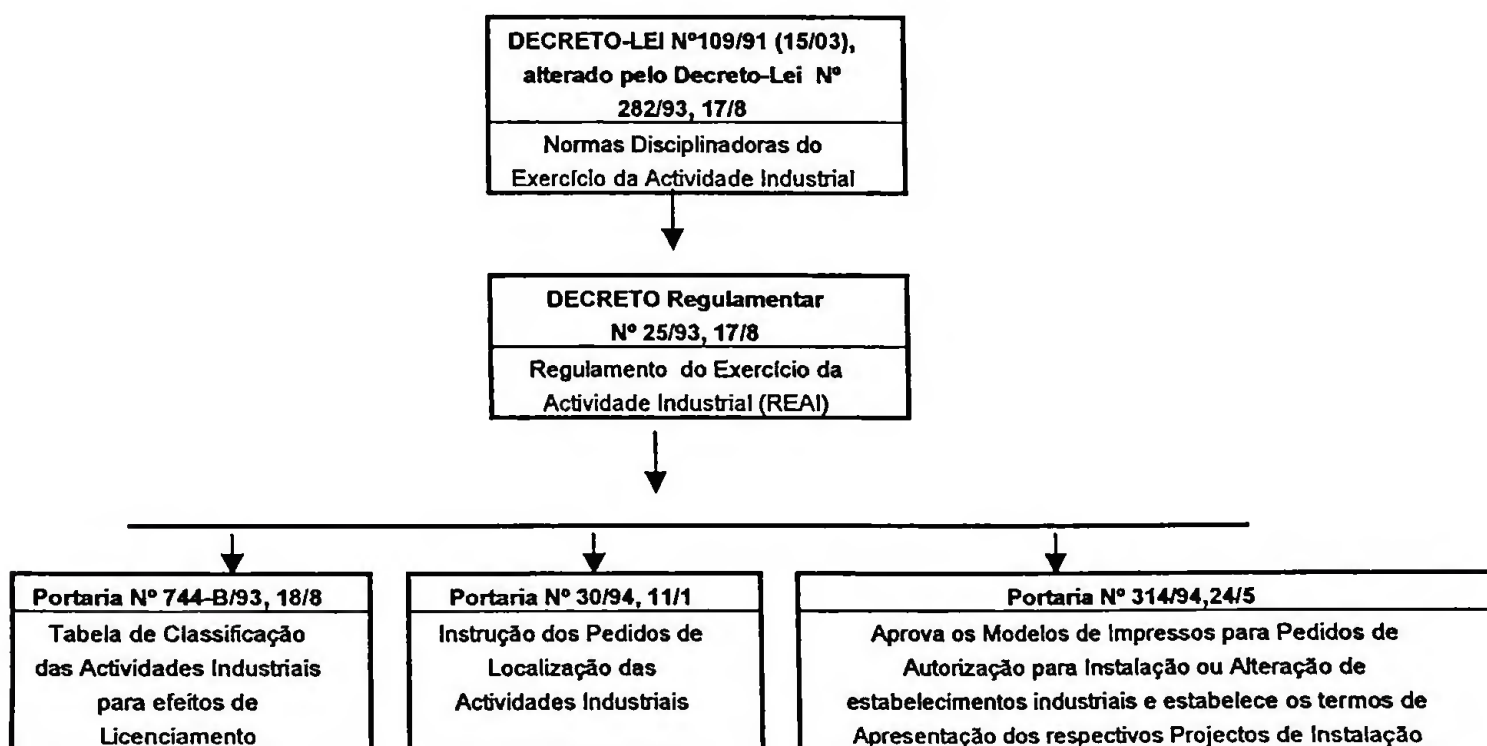 DECRETO-LEI Nº109/91 (15/03),
alterado pelo Decreto-Lei Nº
282/93, 17/8
Normas Disciplinadoras do
Exercício da Actividade Industrial
DECRETO Regulamentar
Nº 25/93, 17/8
Regulamento do Exercício da
Actividade Industrial (REAI)
Portaria Nº 744-B/93, 18/8
Tabela de Classificação
das Actividades Industriais
para efeitos de
Licenciamento
Portaria Nº 30/94, 11/1
Instrução dos Pedidos de
Localização das
Actividades Industriais
Portaria Nº 314/94,24/5
Aprova os Modelos de Impressos para Pedidos de
Autorização para Instalação ou Alteração de
estabelecimentos industriais e estabelece os termos de
Apresentação dos respectivos Projectos de Instalação